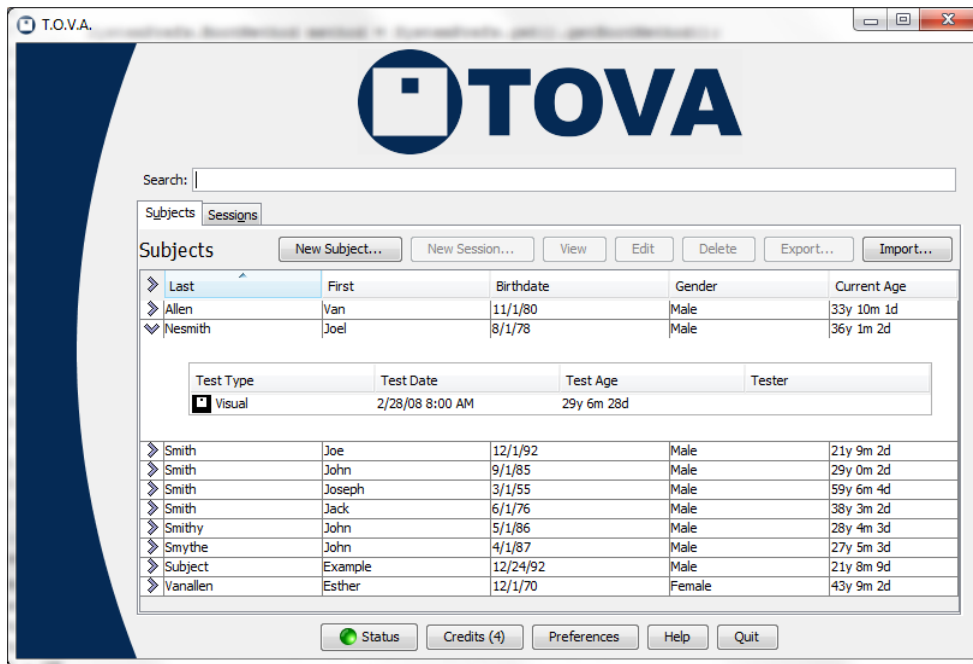 T.O.V.A.
TOVA
Search:
Subjects Sessions
Subjects New Subject... New Session... View Edit Delete Export... Import...
Last First Birthdate Gender Current Age
Allen Van 11/1/80 Male 33y 10m 1d
Nesmith Joel 8/1/78 Male 36y 1m 2d
Test Type Test Date Test Age Tester
Visual 2/28/08 8:00 AM 29y 6m 28d
Smith Joe 12/1/92 Male 21y 9m 2d
Smith John 9/1/85 Male 29y 0m 2d
Smith Joseph 3/1/55 Male 59y 6m 4d
Smith Jack 6/1/76 Male 38y 3m 2d
Smithy John 5/1/86 Male 28y 4m 3d
Smythe John 4/1/87 Male 27y 5m 3d
Subject Example 12/24/92 Male 21y 8m 9d
Vanallen Esther 12/1/70 Female 43y 9m 2d
Status Credits (4) Preferences Help Quit